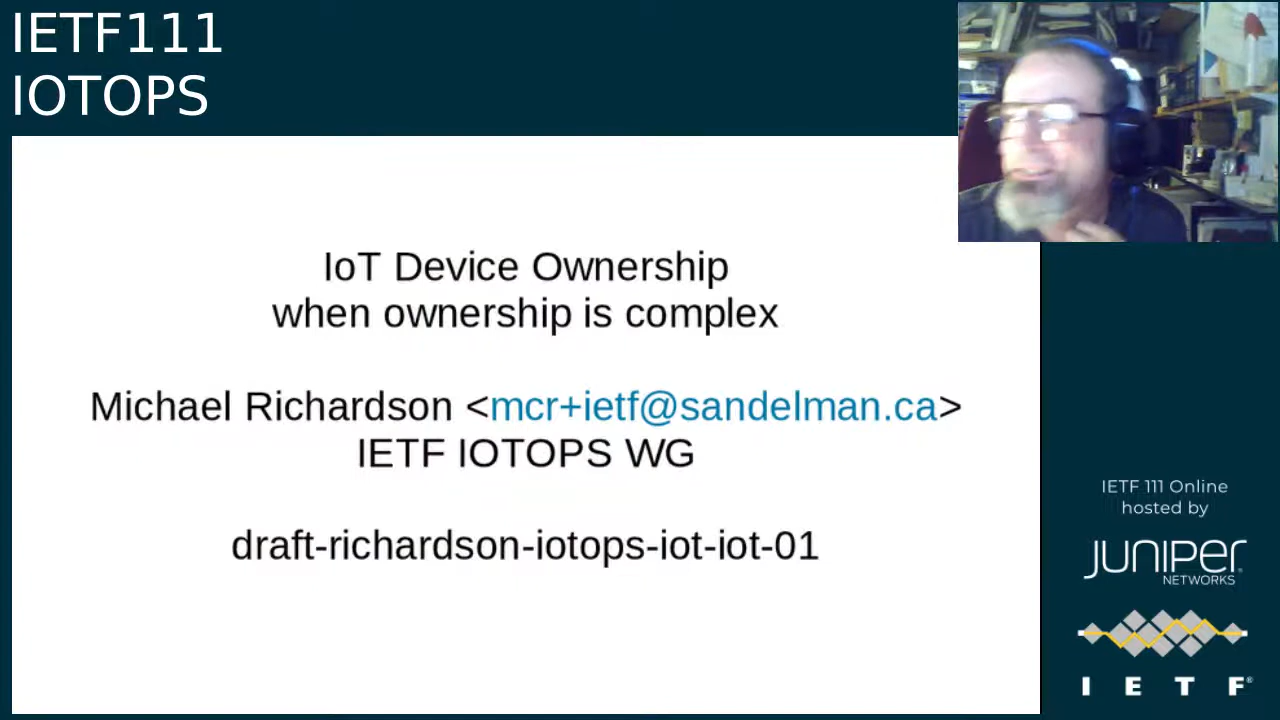 IETF111
IOTOPS
IoT Device Ownership
when ownership is complex
Michael Richardson <mcr+ietf@sandelman.ca>
IETF IOTOPS WG
draft-richardson-iotops-iot-iot-01
IETF 111 Online
hosted by
JUNIPER
NETWORKS
I E T F®